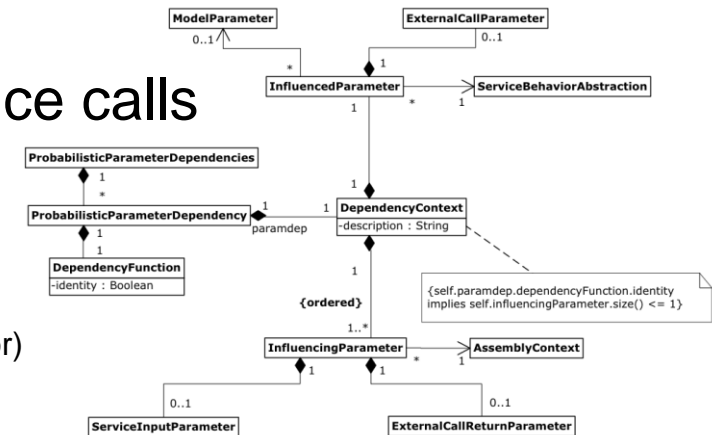 ModelParameter
ExternalCallParameter
0..1
0..1
*
1
InfluencedParameter
ServiceBehaviorAbstraction
1
*
1
ce calls
ProbabilisticParameterDependencies
1
*
1
ProbabilisticParameterDependency
1
1
DependencyContext
paramdep
-description : String
1
1
DependencyFunction
-identity : Boolean
1
{self.paramdep.dependencyFunction.identity
implies self.influencingParameter.size() <= 1}
{ordered}
1..*
or)
InfluencingParameter
AssemblyContext
1
1
*
1
0..1
0..1
ServiceInputParameter
ExternalCallReturnParameter